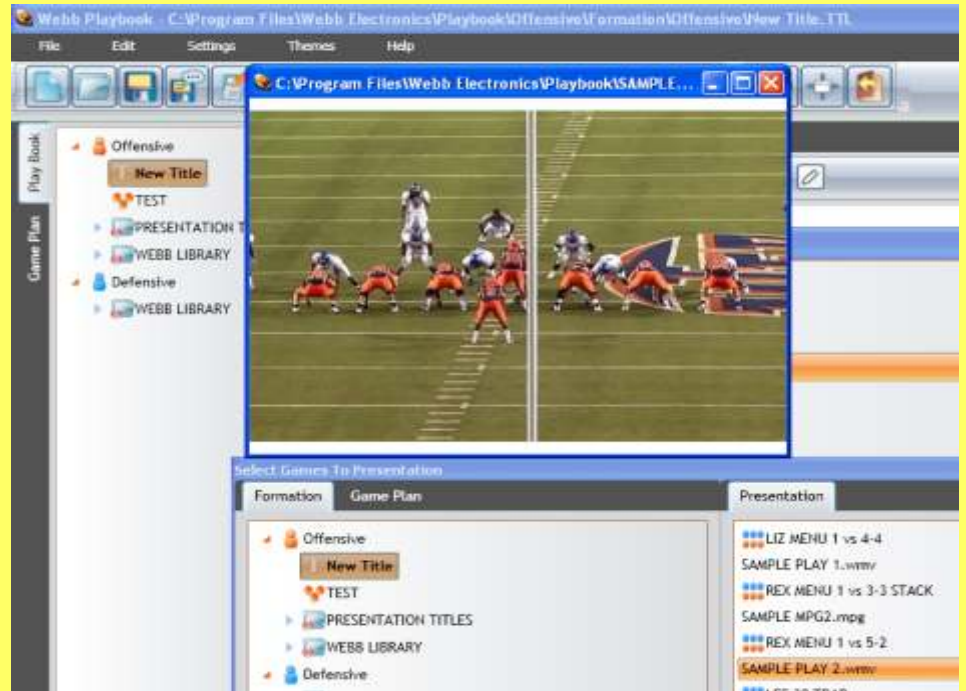 Webb Playbook - C:\Program Files\Webb Electronics\Playbook\Offensive\Formation\Offensive\New Title.TTL
File Edit Settings Themes Help
C:\Program Files\Webb Electronics\Playbook\SAMPLE...
Play Book
Game Plan
Offensive
New Title
TEST
PRESENTATION T
WEBB LIBRARY
Defensive
WEBB LIBRARY
Select Games To Presentation
Formation Game Plan
Offensive
New Title
TEST
PRESENTATION TITLES
WEBB LIBRARY
Defensive
Presentation
LIZ MENU 1 vs 4-4
SAMPLE PLAY 1.wmv
REX MENU 1 vs 3-3 STACK
SAMPLE MPG2.mpg
REX MENU 1 vs 5-2
SAMPLE PLAY 2.wmv